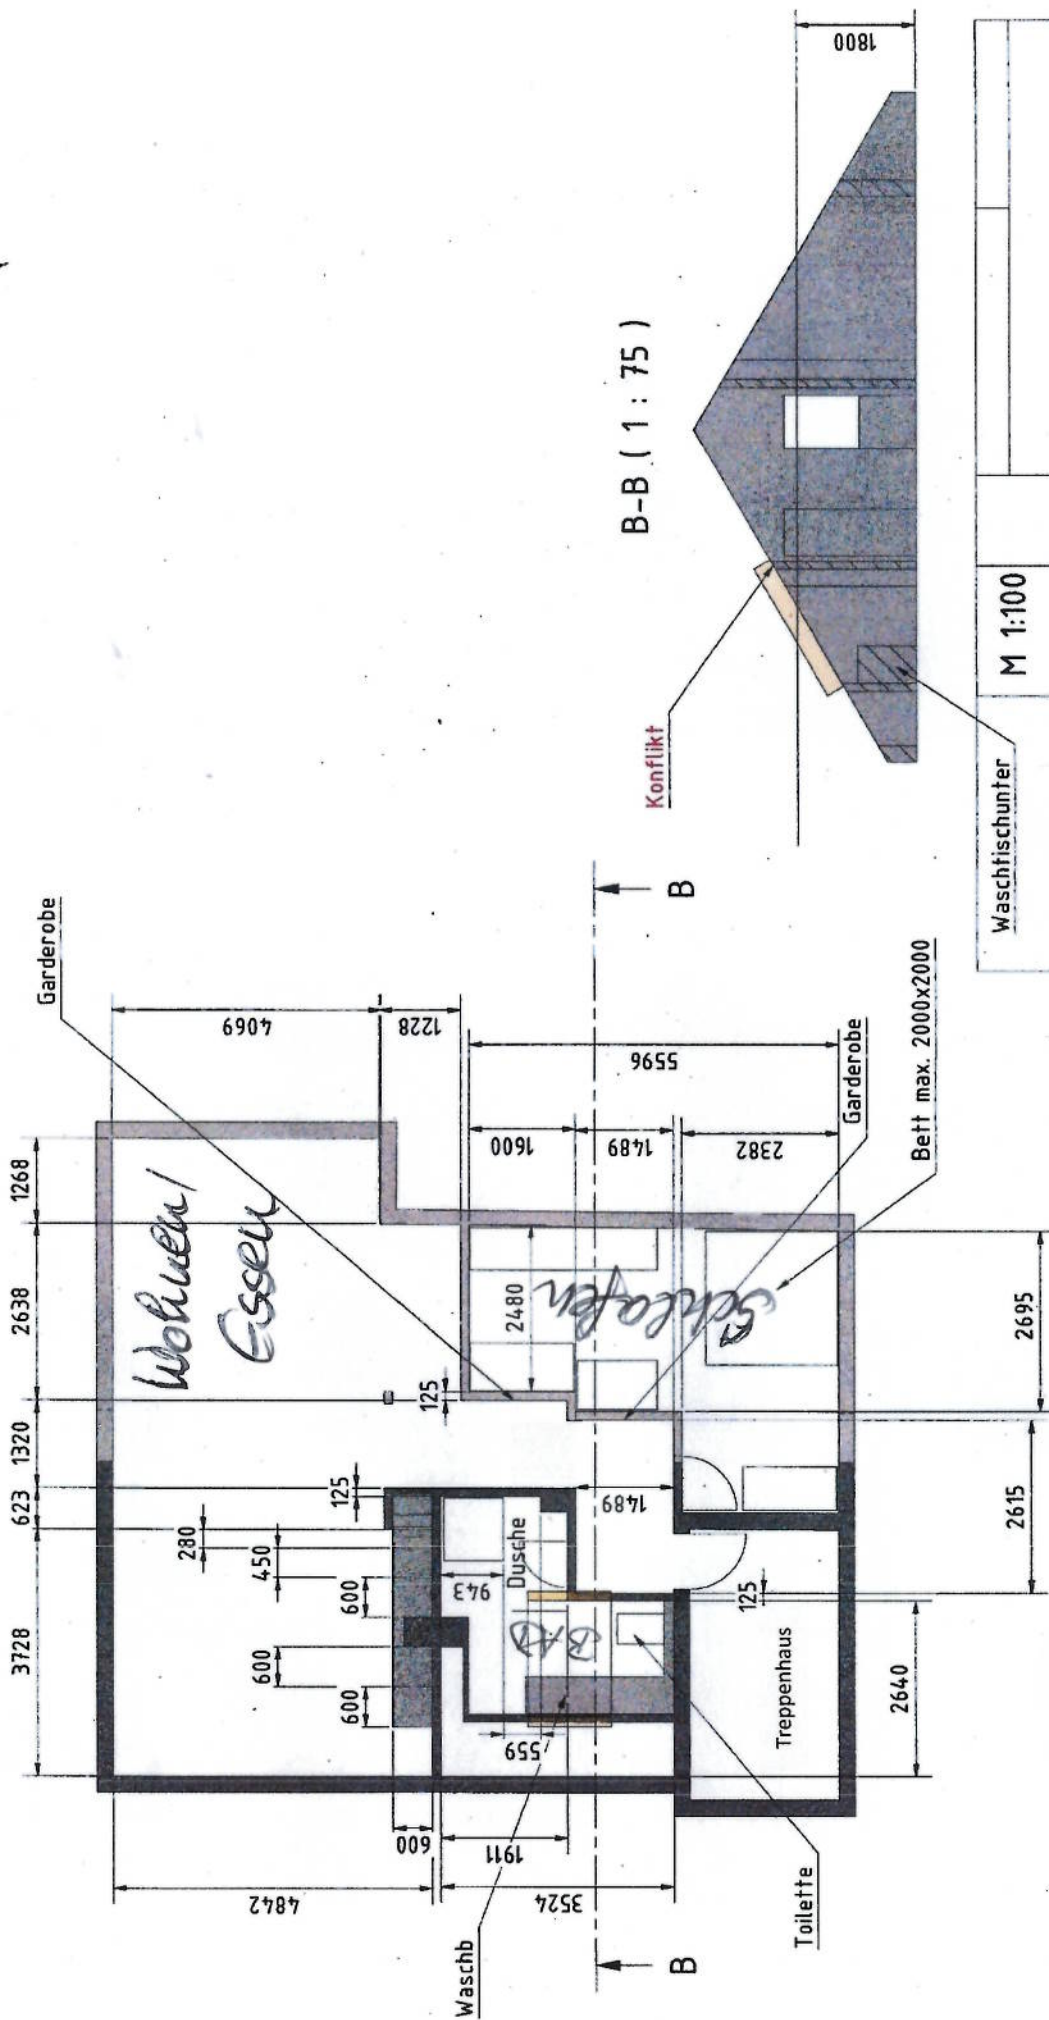 3728
623
1320
2638
1268
280
450
600
600
600
125
Garderobe
Wohnen/
Essen
4842
600
1911
3524
4069
1228
5596
1600
1489
2382
943
Dusche
559
BAD
1489
125
2480
Schlafen
125
Treppenhaus
2640
2615
2695
Waschb
Toilette
B
B
Garderobe
Bett max. 2000x2000
B-B ( 1 : 75 )
Konflikt
1800
Waschtischunter
M 1:100